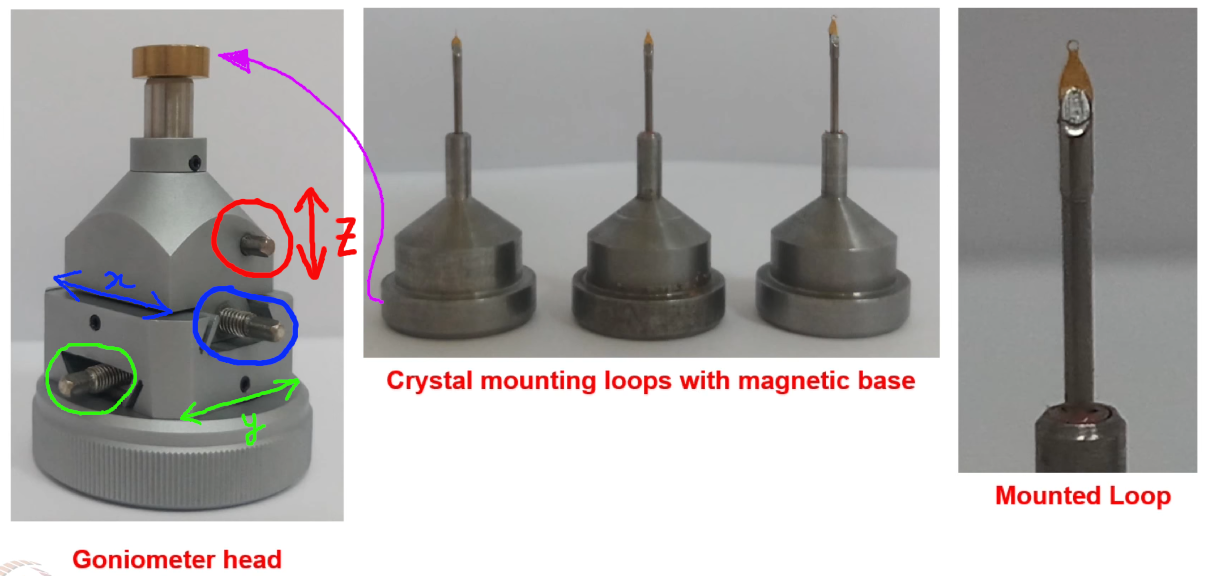 z
x
y
Crystal mounting loops with magnetic base
Mounted Loop
Goniometer head